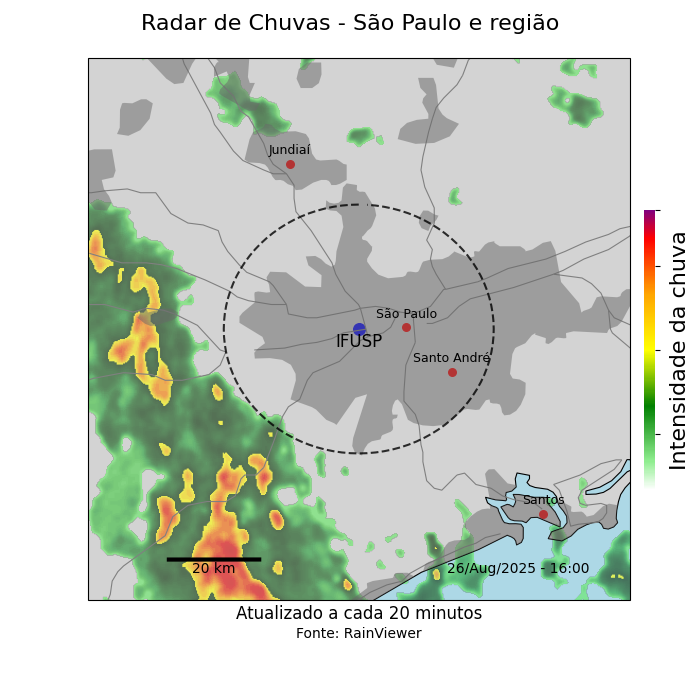 Radar de Chuvas - São Paulo e região
Jundiaí
São Paulo
IFUSP
Santo André
Santos
20 km
26/Aug/2025 - 16:00
Intensidade da chuva
Atualizado a cada 20 minutos
Fonte: RainViewer